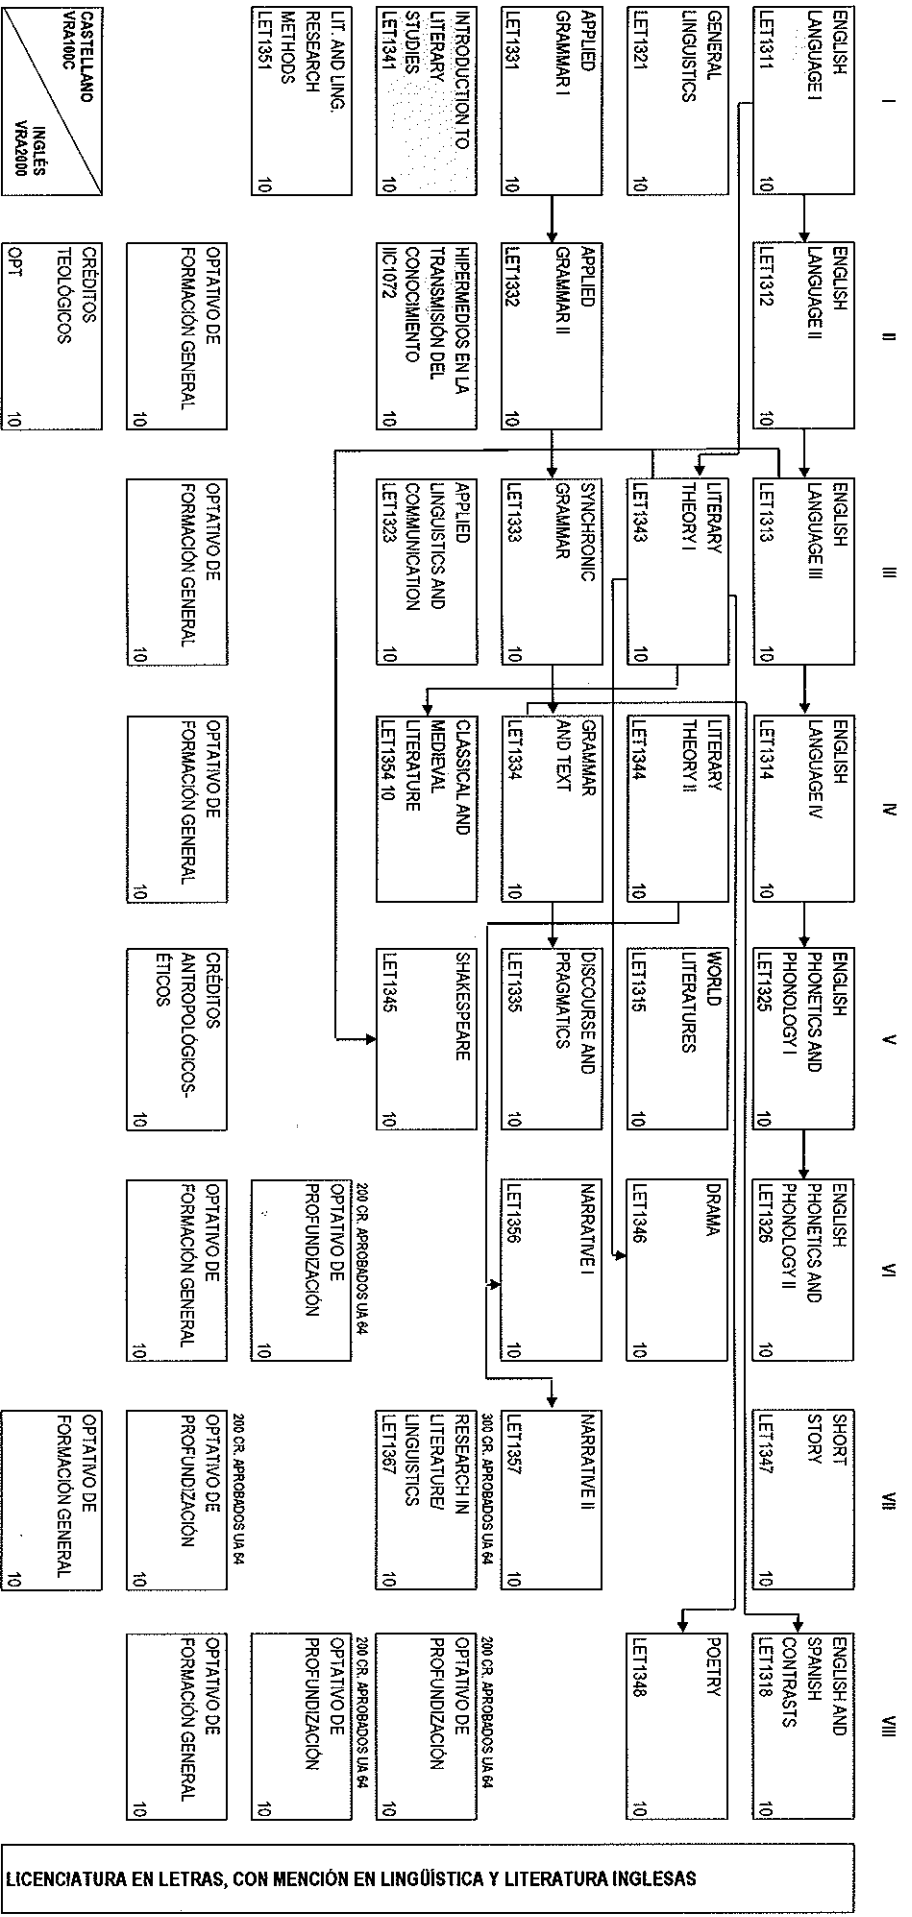 I
ENGLISH
LANGUAGE I
LET1311 10
GENERAL
LINGUISTICS
LET1321 10
APPLIED
GRAMMAR I
LET1331 10
INTRODUCTION TO
LITERARY
STUDIES
LET1341 10
LIT. AND LING.
RESEARCH
METHODS
LET1351 10
CASTELLANO
VRA100C
INGLÉS
VRA2000
II
ENGLISH
LANGUAGE II
LET1312 10
APPLIED
GRAMMAR II
LET1332 10
HIPERMEDIOS EN LA
TRANSMISIÓN DEL
CONOCIMIENTO
IIC1072 10
OPTATIVO DE
FORMACIÓN GENERAL
10
CRÉDITOS
TEOLÓGICOS
OPT 10
III
ENGLISH
LANGUAGE III
LET1313 10
LITERARY
THEORY I
LET1343 10
SYNCHRONIC
GRAMMAR
LET1333 10
APPLIED
LINGUISTICS AND
COMMUNICATION
LET1323 10
OPTATIVO DE
FORMACIÓN GENERAL
10
IV
ENGLISH
LANGUAGE IV
LET1314 10
LITERARY
THEORY II
LET1344 10
GRAMMAR
AND TEXT
LET1334 10
CLASSICAL AND
MEDIEVAL
LITERATURE
LET1354 10
OPTATIVO DE
FORMACIÓN GENERAL
10
V
ENGLISH
PHONETICS AND
PHONOLOGY I
LET1325 10
WORLD
LITERATURES
LET1315 10
DISCOURSE AND
PRAGMATICS
LET1335 10
SHAKESPEARE
LET1345 10
CRÉDITOS
ANTROPOLÓGICOS-
ÉTICOS
10
VI
ENGLISH
PHONETICS AND
PHONOLOGY II
LET1326 10
DRAMA
LET1346 10
NARRATIVE I
LET1356 10
200 CR. APROBADOS UA 64
OPTATIVO DE
PROFUNDIZACIÓN
10
OPTATIVO DE
FORMACIÓN GENERAL
10
VII
SHORT
STORY
LET1347 10
NARRATIVE II
LET1357 10
300 CR. APROBADOS UA 64
RESEARCH IN
LITERATURE/
LINGUISTICS
LET1367 10
200 CR. APROBADOS UA 64
OPTATIVO DE
PROFUNDIZACIÓN
10
OPTATIVO DE
FORMACIÓN GENERAL
10
VIII
ENGLISH AND
SPANISH
CONTRASTS
LET1318 10
POETRY
LET1348 10
200 CR. APROBADOS UA 64
OPTATIVO DE
PROFUNDIZACIÓN
10
200 CR. APROBADOS UA 64
OPTATIVO DE
PROFUNDIZACIÓN
10
OPTATIVO DE
FORMACIÓN GENERAL
10
LICENCIATURA EN LETRAS, CON MENCIÓN EN LINGÜÍSTICA Y LITERATURA INGLESAS